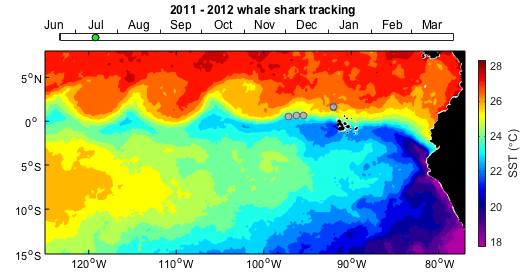 2011 - 2012 whale shark tracking
Jun Jul Aug Sep Oct Nov Dec Jan Feb Mar
5°N
0°
5°S
10°S
15°S
120°W 110°W 100°W 90°W 80°W
28
26
24
22
20
18
SST (°C)